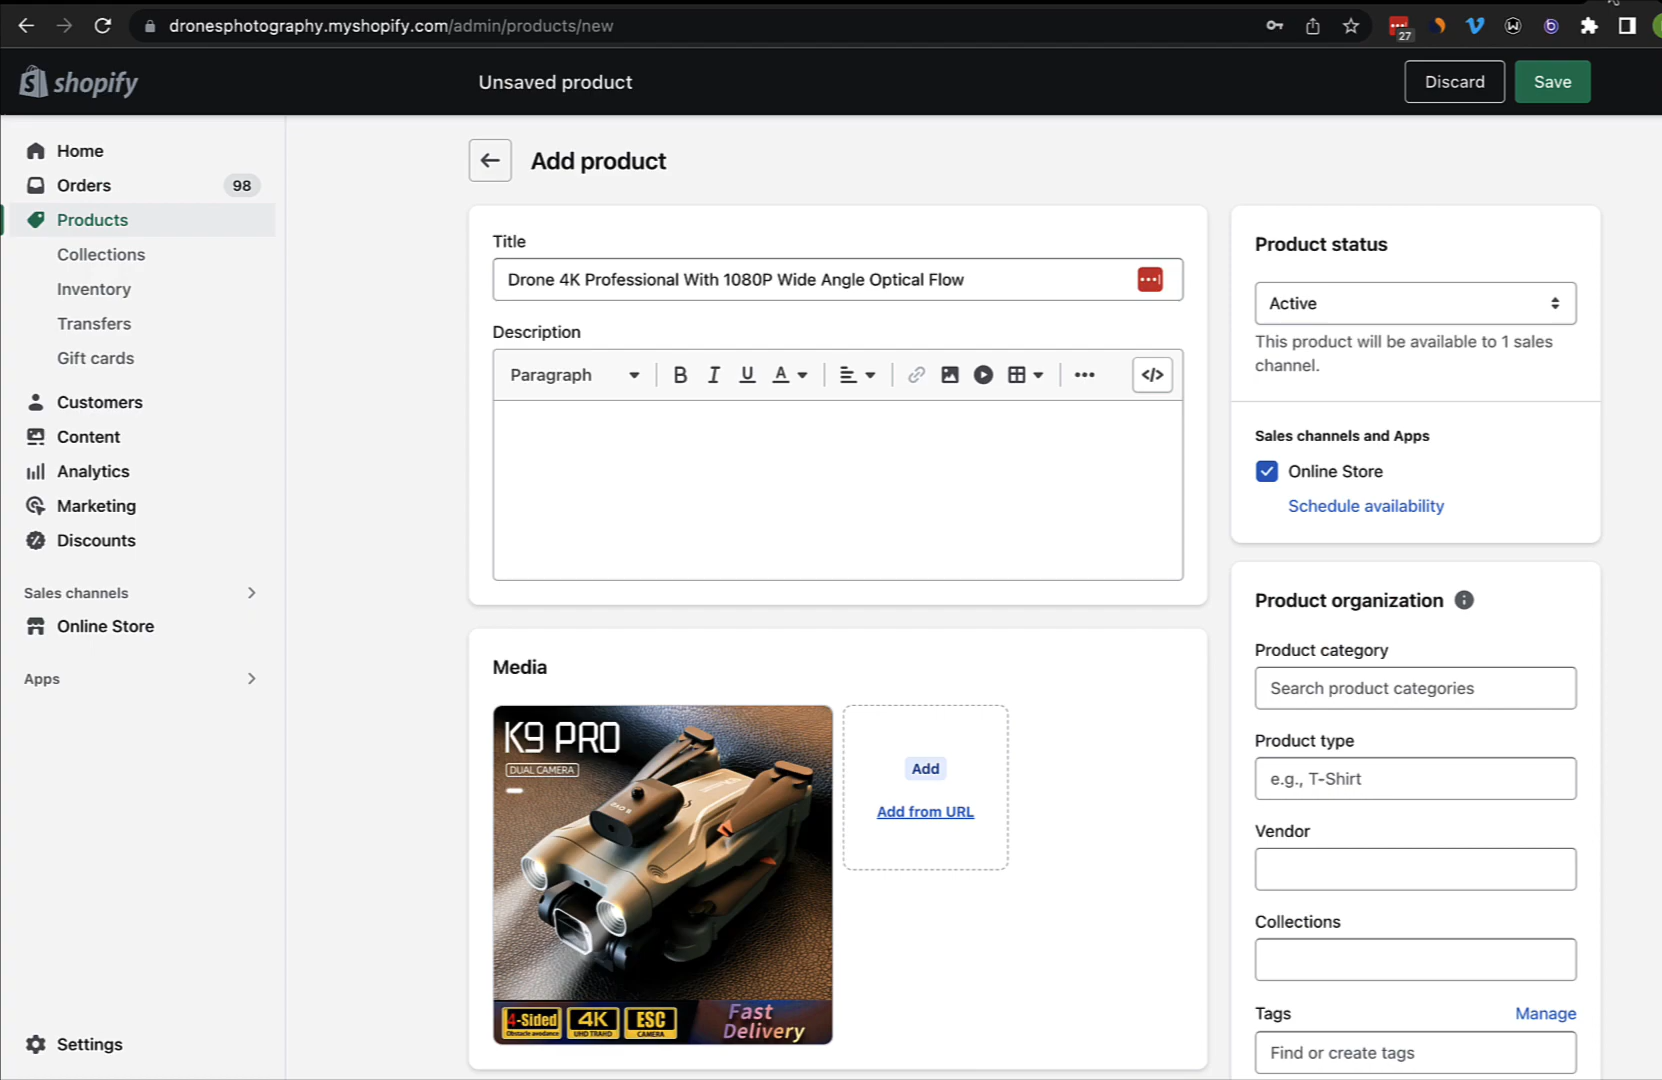 dronesphotography.myshopify.com/admin/products/new
27
shopify
Unsaved product
Discard
Save
Home
Orders
98
Products
Collections
Inventory
Transfers
Gift cards
Customers
Content
Analytics
Marketing
Discounts
Sales channels
Online Store
Apps
Settings
Add product
Title
Drone 4K Professional With 1080P Wide Angle Optical Flow
Description
Paragraph
B I U A
</>
Media
K9 PRO
DUAL CAMERA
4-Sided
Obstacle avoidance
4K
UHD TRAHD
ESC
CAMERA
Fast
Delivery
Add
Add from URL
Product status
Active
This product will be available to 1 sales
channel.
Sales channels and Apps
Online Store
Schedule availability
Product organization
Product category
Search product categories
Product type
e.g., T-Shirt
Vendor
Collections
Tags
Manage
Find or create tags